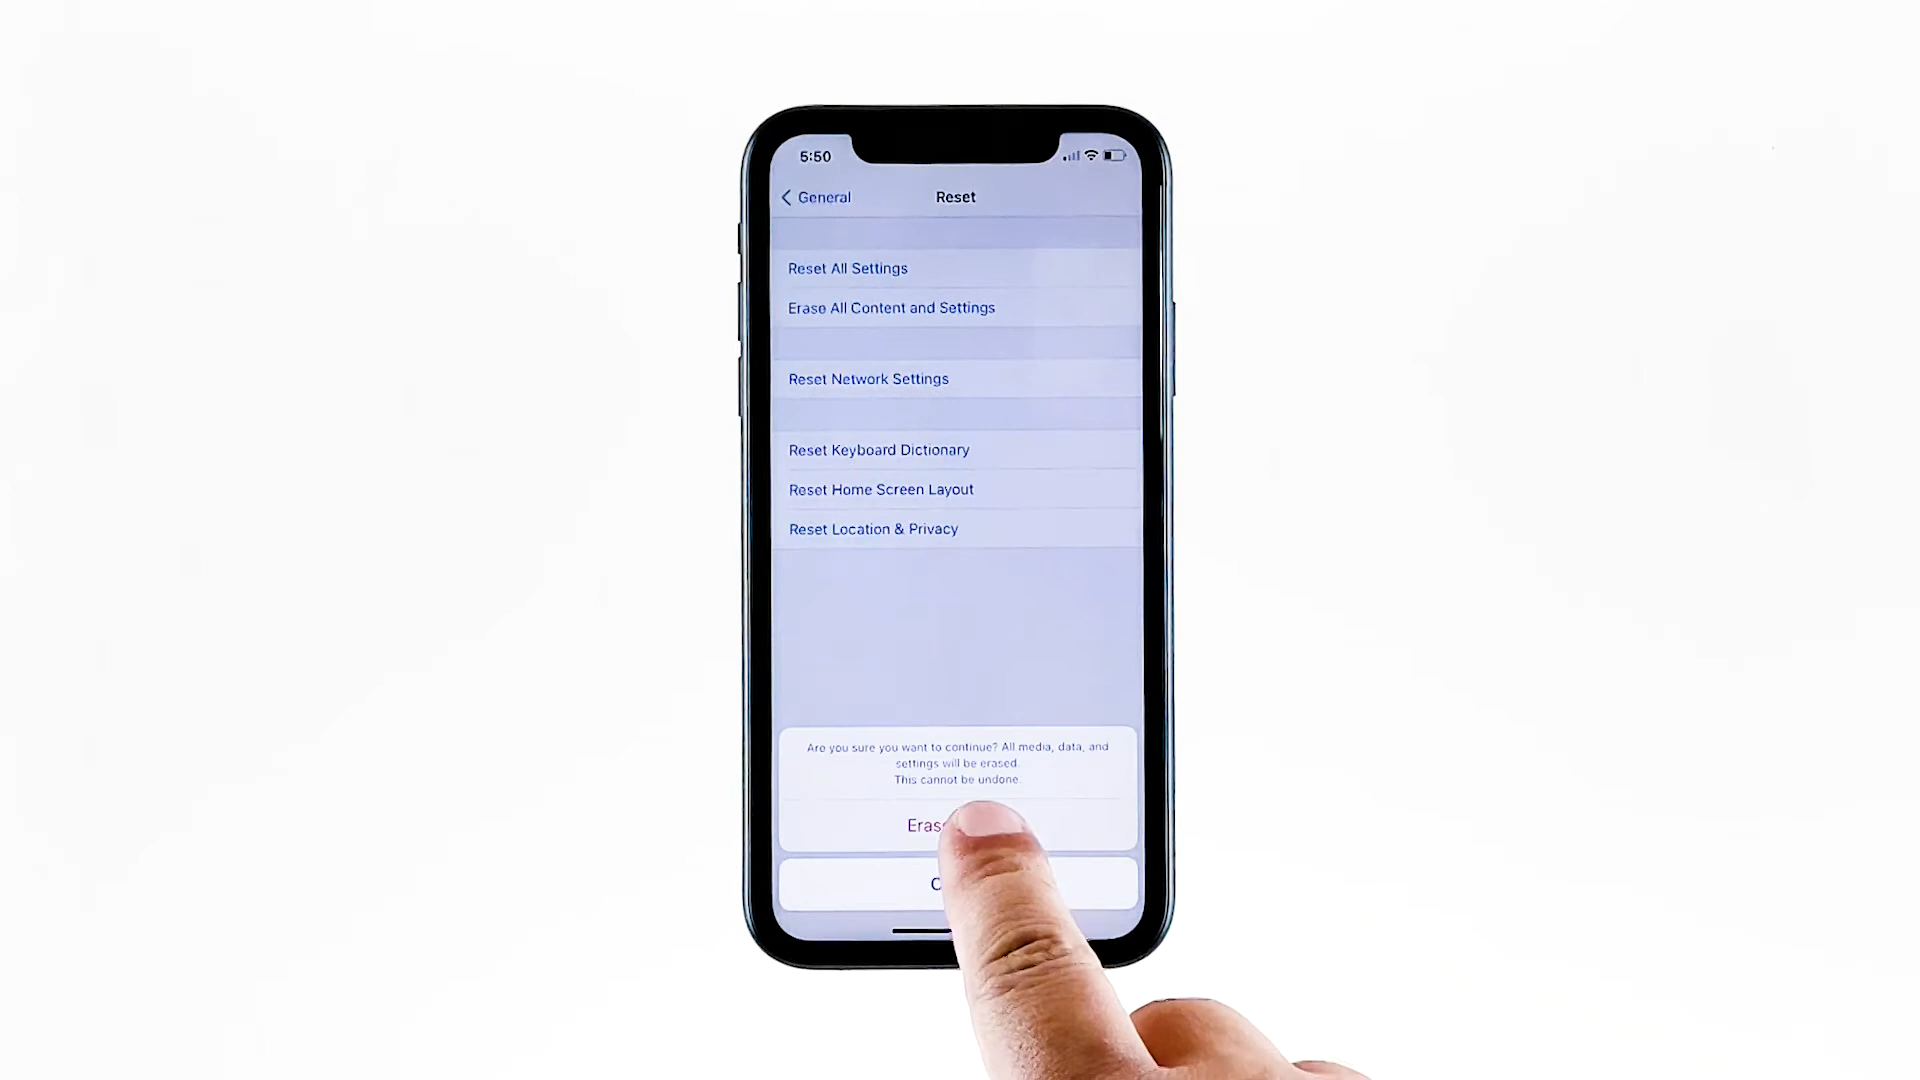 5:50
General
Reset
Reset All Settings
Erase All Content and Settings
Reset Network Settings
Reset Keyboard Dictionary
Reset Home Screen Layout
Reset Location & Privacy
Are you sure you want to continue? All media, data, and
settings will be erased.
This cannot be undone.